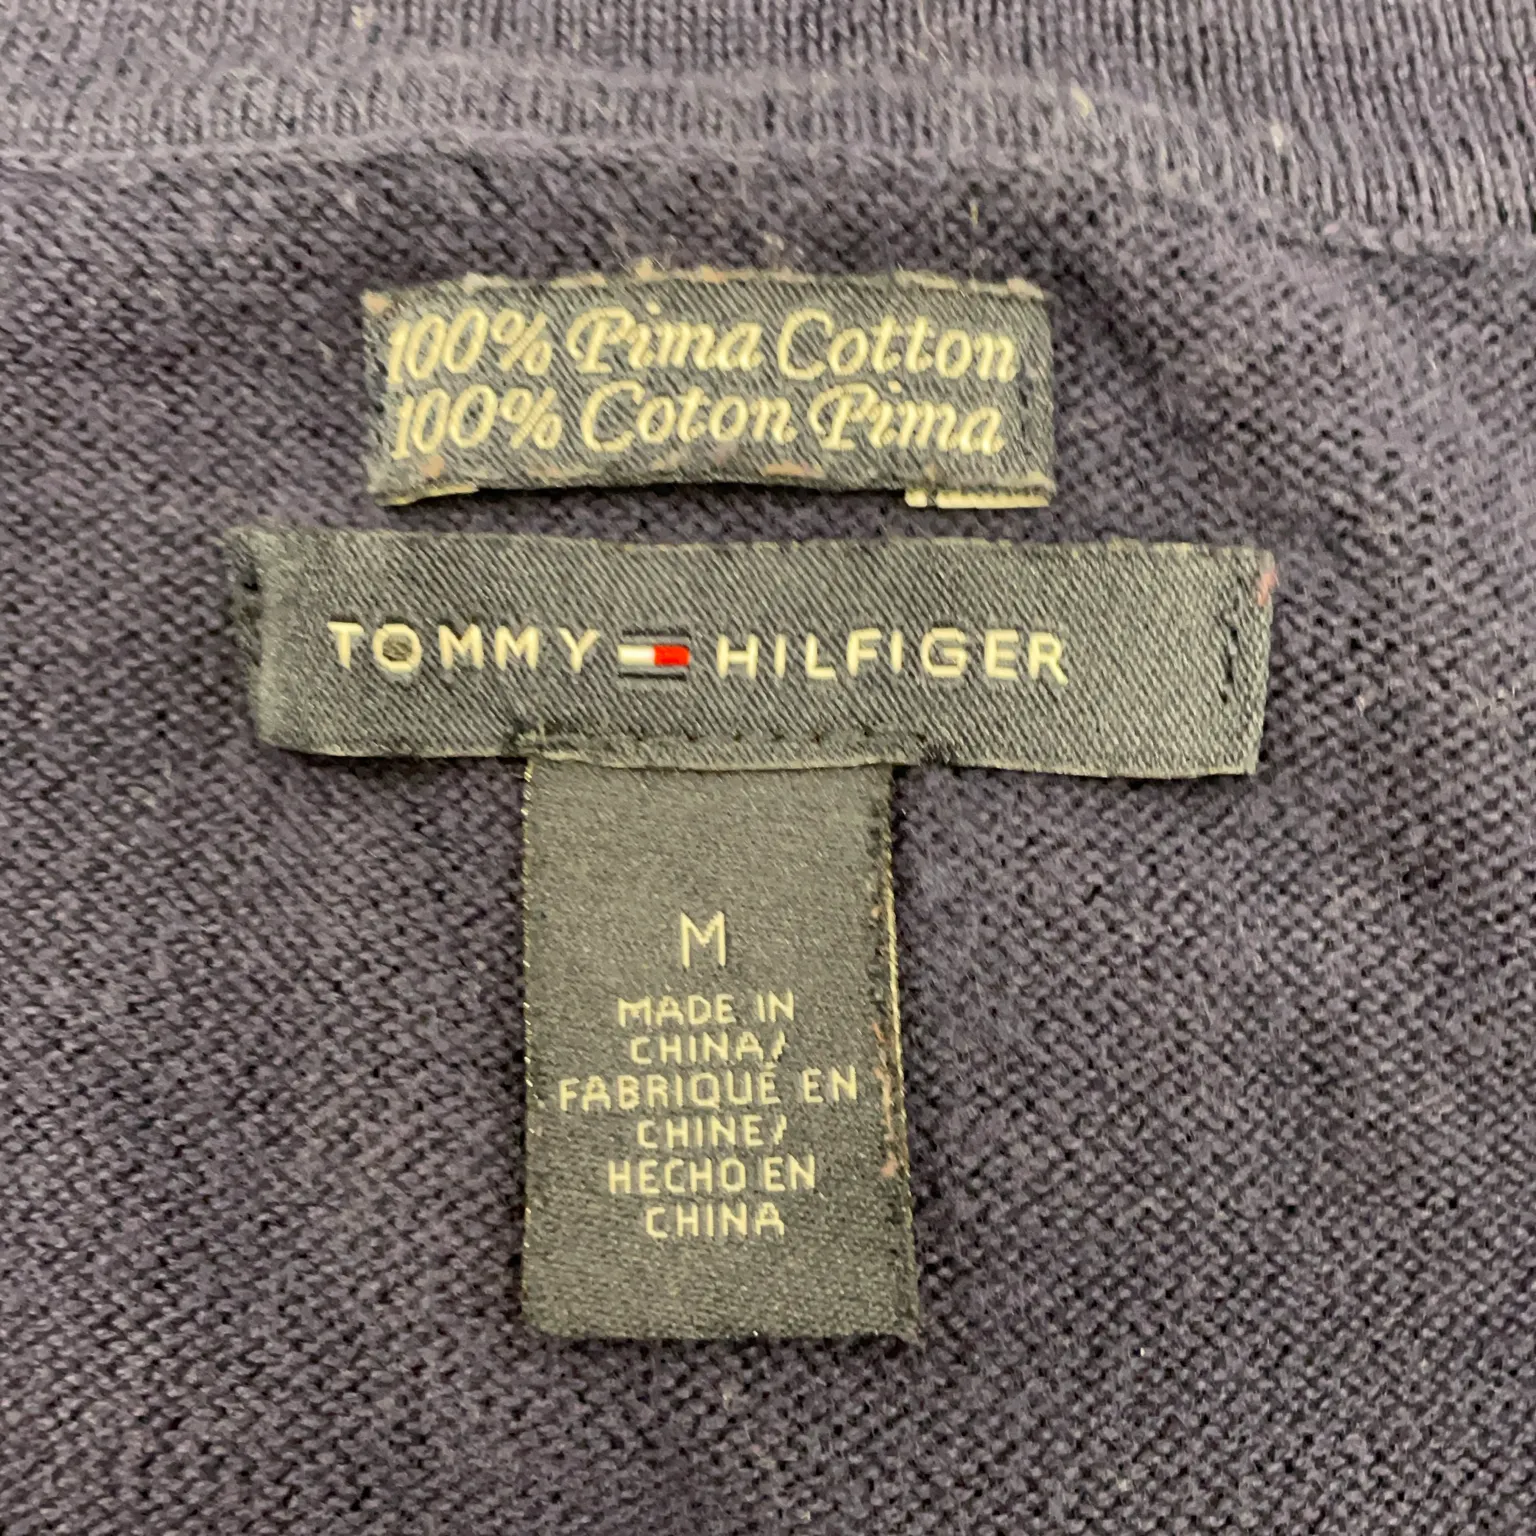 100% Pima Cotton
100% Coton Pima
TOMMY HILFIGER
M
MADE IN
CHINA/
FABRIQUÉ EN
CHINE/
HECHO EN
CHINA